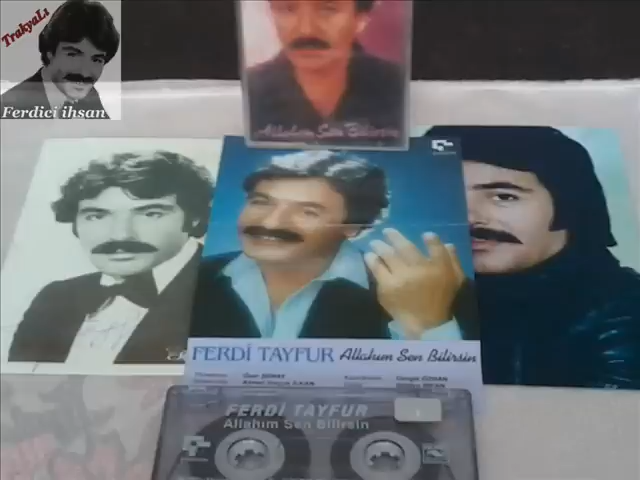 TrakyaLı
Ferdici ihsan
Allahım Sen Bilirsin
FERDİ TAYFUR Allahım Sen Bilirsin
FERDİ TAYFUR
Allahım Sen Bilirsin